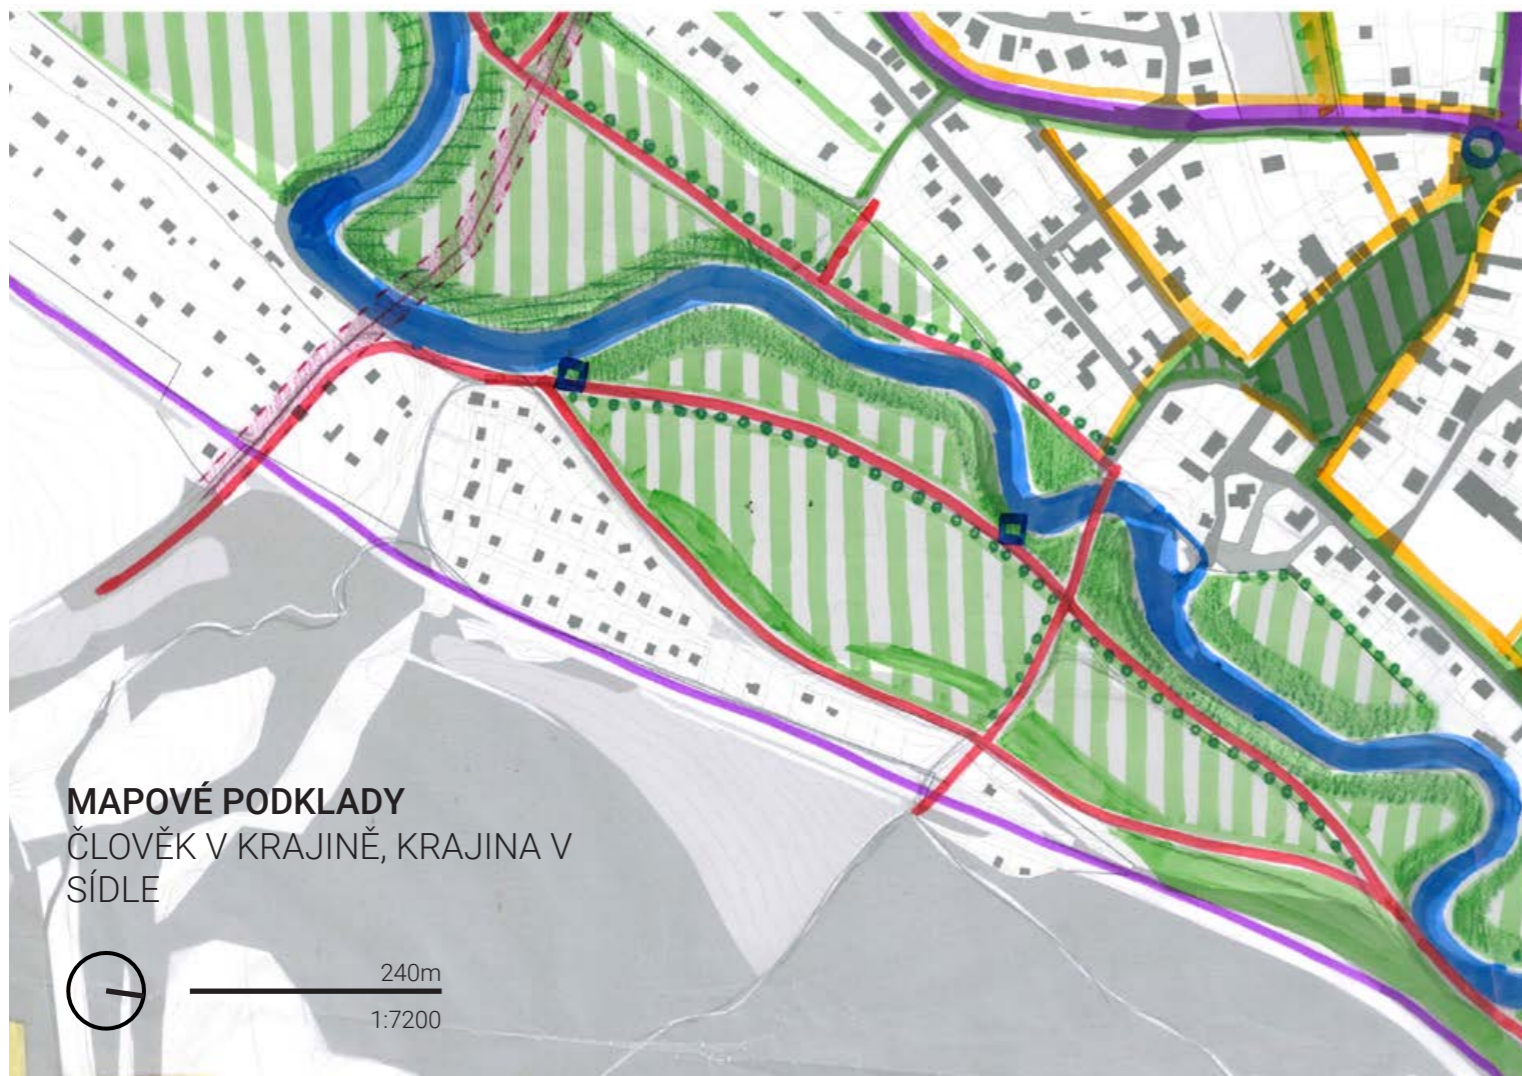 MAPOVÉ PODKLADY
ČLOVĚK V KRAJINĚ, KRAJINA V
SÍDLE
240m
1:7200